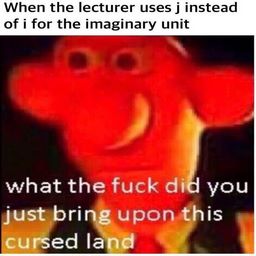 When the lecturer uses j instead
of i for the imaginary unit
what the fuck did you
just bring upon this
cursed land